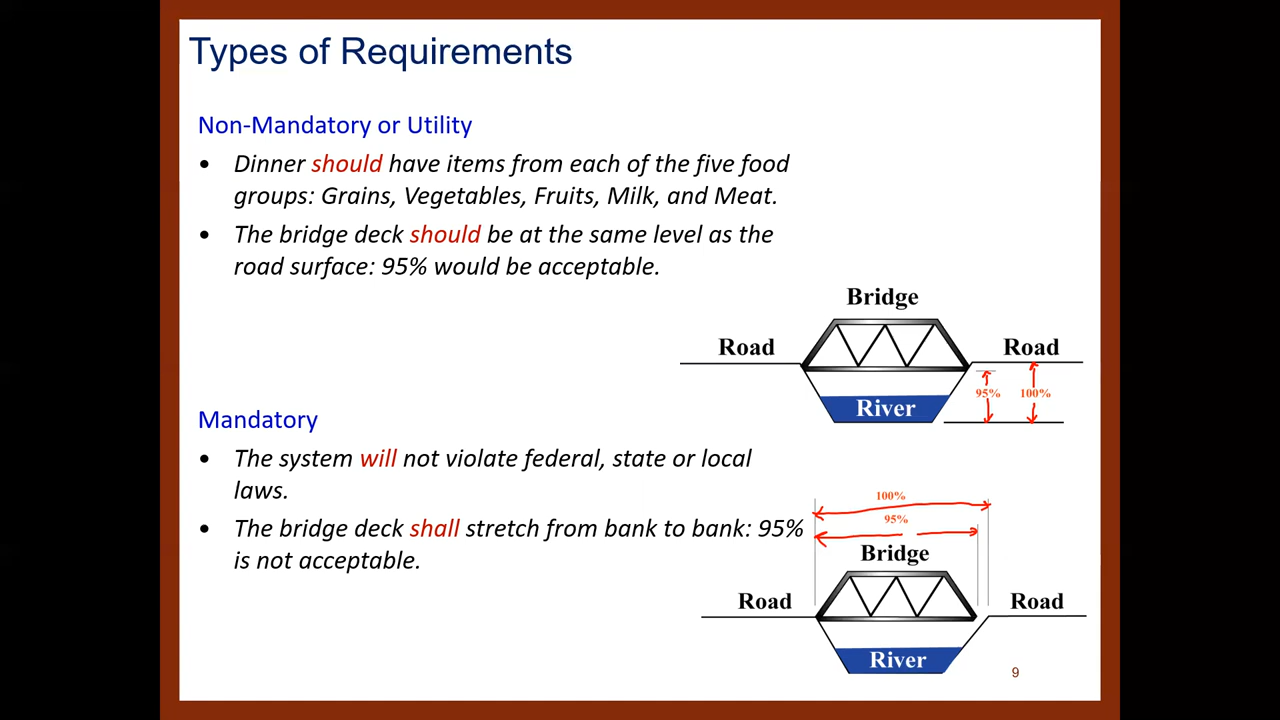 Types of Requirements
Non-Mandatory or Utility
• Dinner should have items from each of the five food
groups: Grains, Vegetables, Fruits, Milk, and Meat.
• The bridge deck should be at the same level as the
road surface: 95% would be acceptable.
Bridge
Road
Road
95%
100%
River
Mandatory
• The system will not violate federal, state or local
laws.
• The bridge deck shall stretch from bank to bank: 95%
is not acceptable.
100%
95%
Bridge
Road
Road
River
9